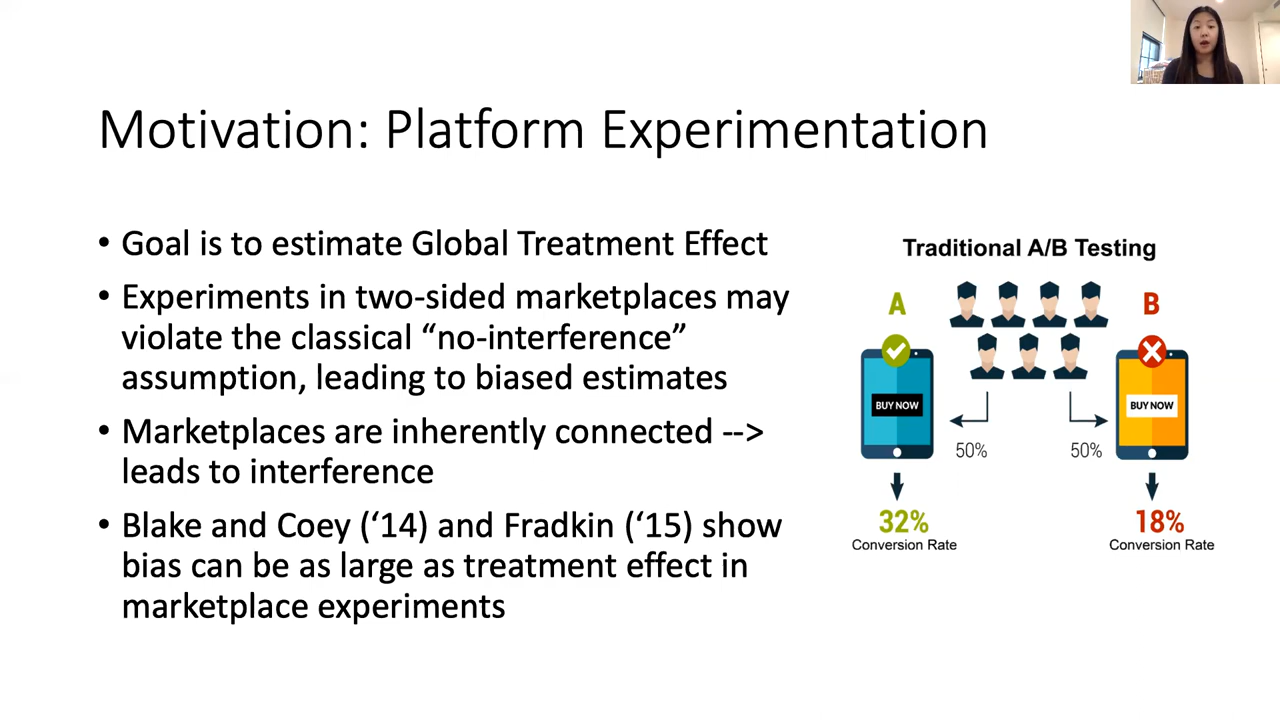 Motivation: Platform Experimentation
• Goal is to estimate Global Treatment Effect
• Experiments in two-sided marketplaces may
violate the classical “no-interference”
assumption, leading to biased estimates
• Marketplaces are inherently connected -->
leads to interference
• Blake and Coey (‘14) and Fradkin (‘15) show
bias can be as large as treatment effect in
marketplace experiments
Traditional A/B Testing
A
B
BUY NOW
BUY NOW
50%
50%
32%
Conversion Rate
18%
Conversion Rate